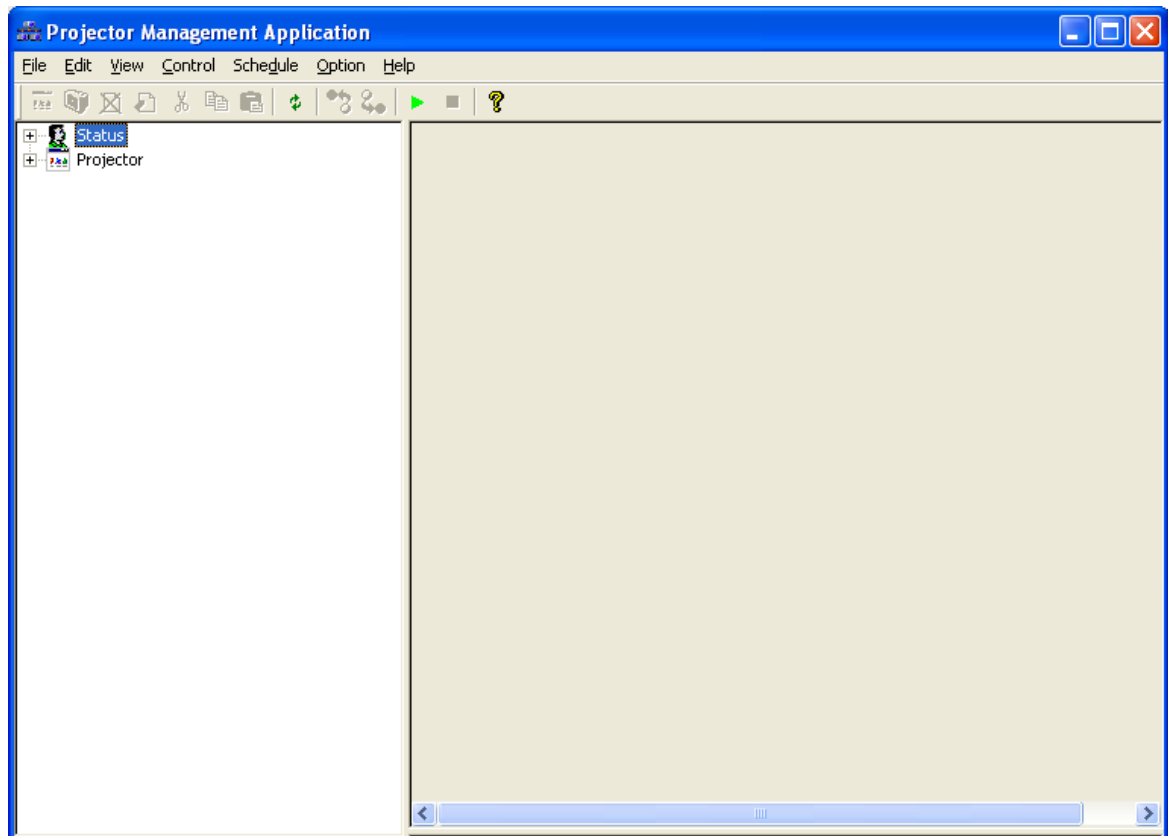 Projector Management Application
File Edit View Control Schedule Option Help
Status
Projector